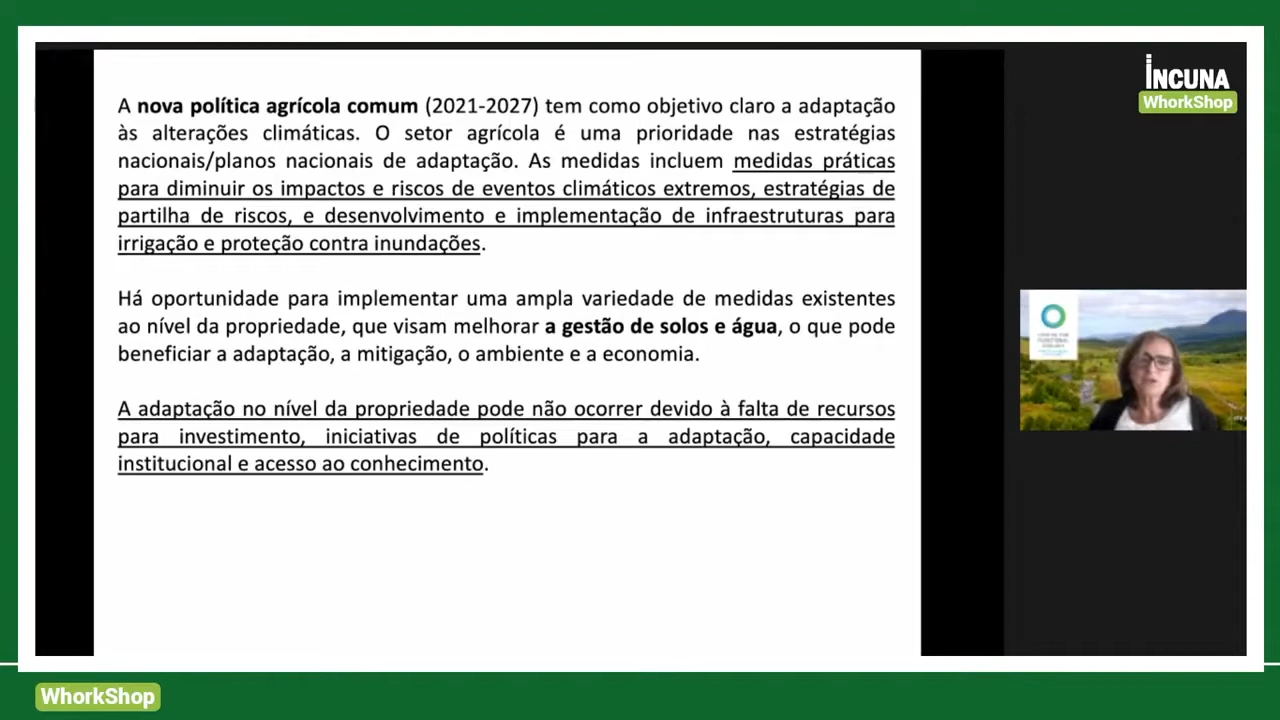 INCUNA
WhorkShop
A nova política agrícola comum (2021-2027) tem como objetivo claro a adaptação
às alterações climáticas. O setor agrícola é uma prioridade nas estratégias
nacionais/planos nacionais de adaptação. As medidas incluem medidas práticas
para diminuir os impactos e riscos de eventos climáticos extremos, estratégias de
partilha de riscos, e desenvolvimento e implementação de infraestruturas para
irrigação e proteção contra inundações.
Há oportunidade para implementar uma ampla variedade de medidas existentes
ao nível da propriedade, que visam melhorar a gestão de solos e água, o que pode
beneficiar a adaptação, a mitigação, o ambiente e a economia.
A adaptação no nível da propriedade pode não ocorrer devido à falta de recursos
para investimento, iniciativas de políticas para a adaptação, capacidade
institucional e acesso ao conhecimento.
WhorkShop